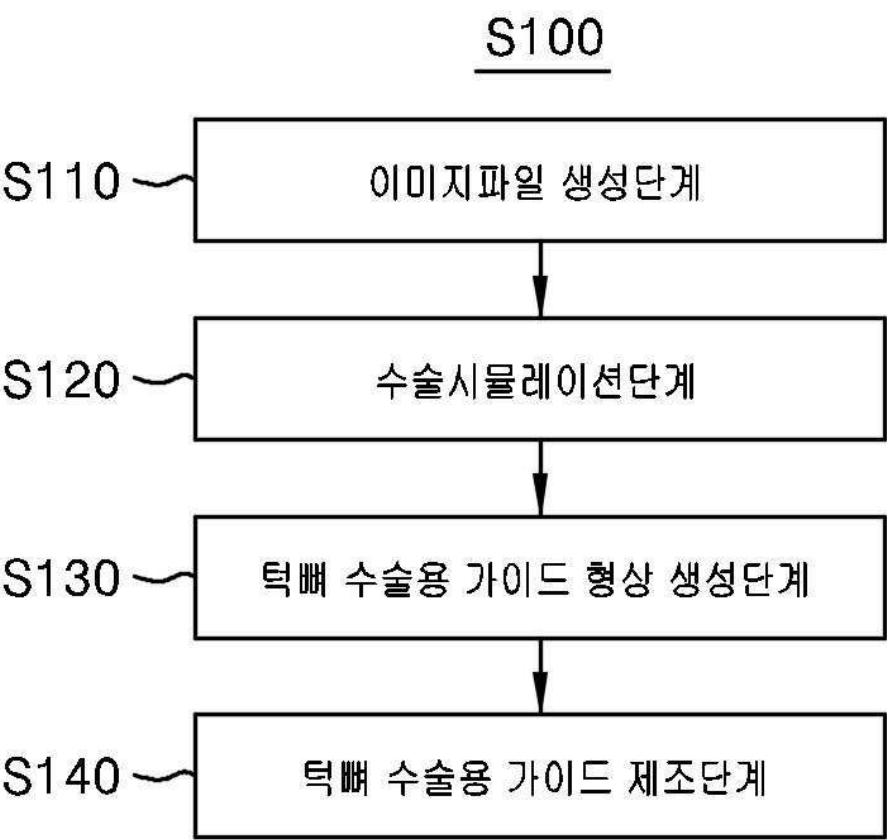 S100
S110 이미지파일 생성단계
S120 수술시뮬레이션단계
S130 턱뼈 수술용 가이드 형상 생성단계
S140 턱뼈 수술용 가이드 제조단계